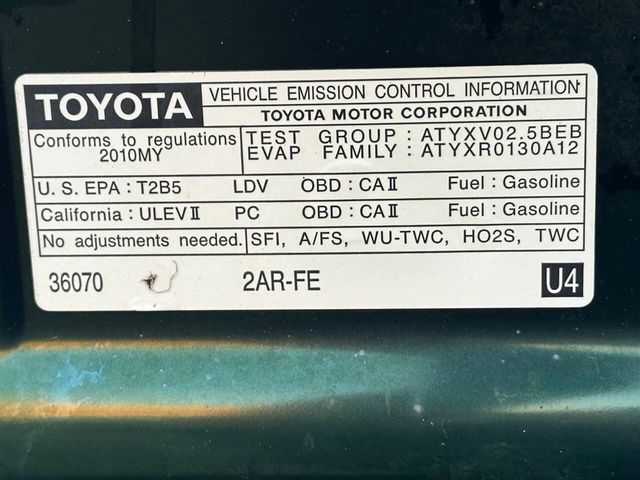 TOYOTA
VEHICLE EMISSION CONTROL INFORMATION
TOYOTA MOTOR CORPORATION
Conforms to regulations
2010MY
TEST GROUP : ATYXV02.5BEB
EVAP FAMILY : ATYXR0130A12
U. S. EPA : T2B5 LDV OBD : CAⅡ Fuel : Gasoline
California : ULEVⅡ PC OBD : CAⅡ Fuel : Gasoline
No adjustments needed. SFI, A/FS, WU-TWC, HO2S, TWC
36070 2AR-FE U4